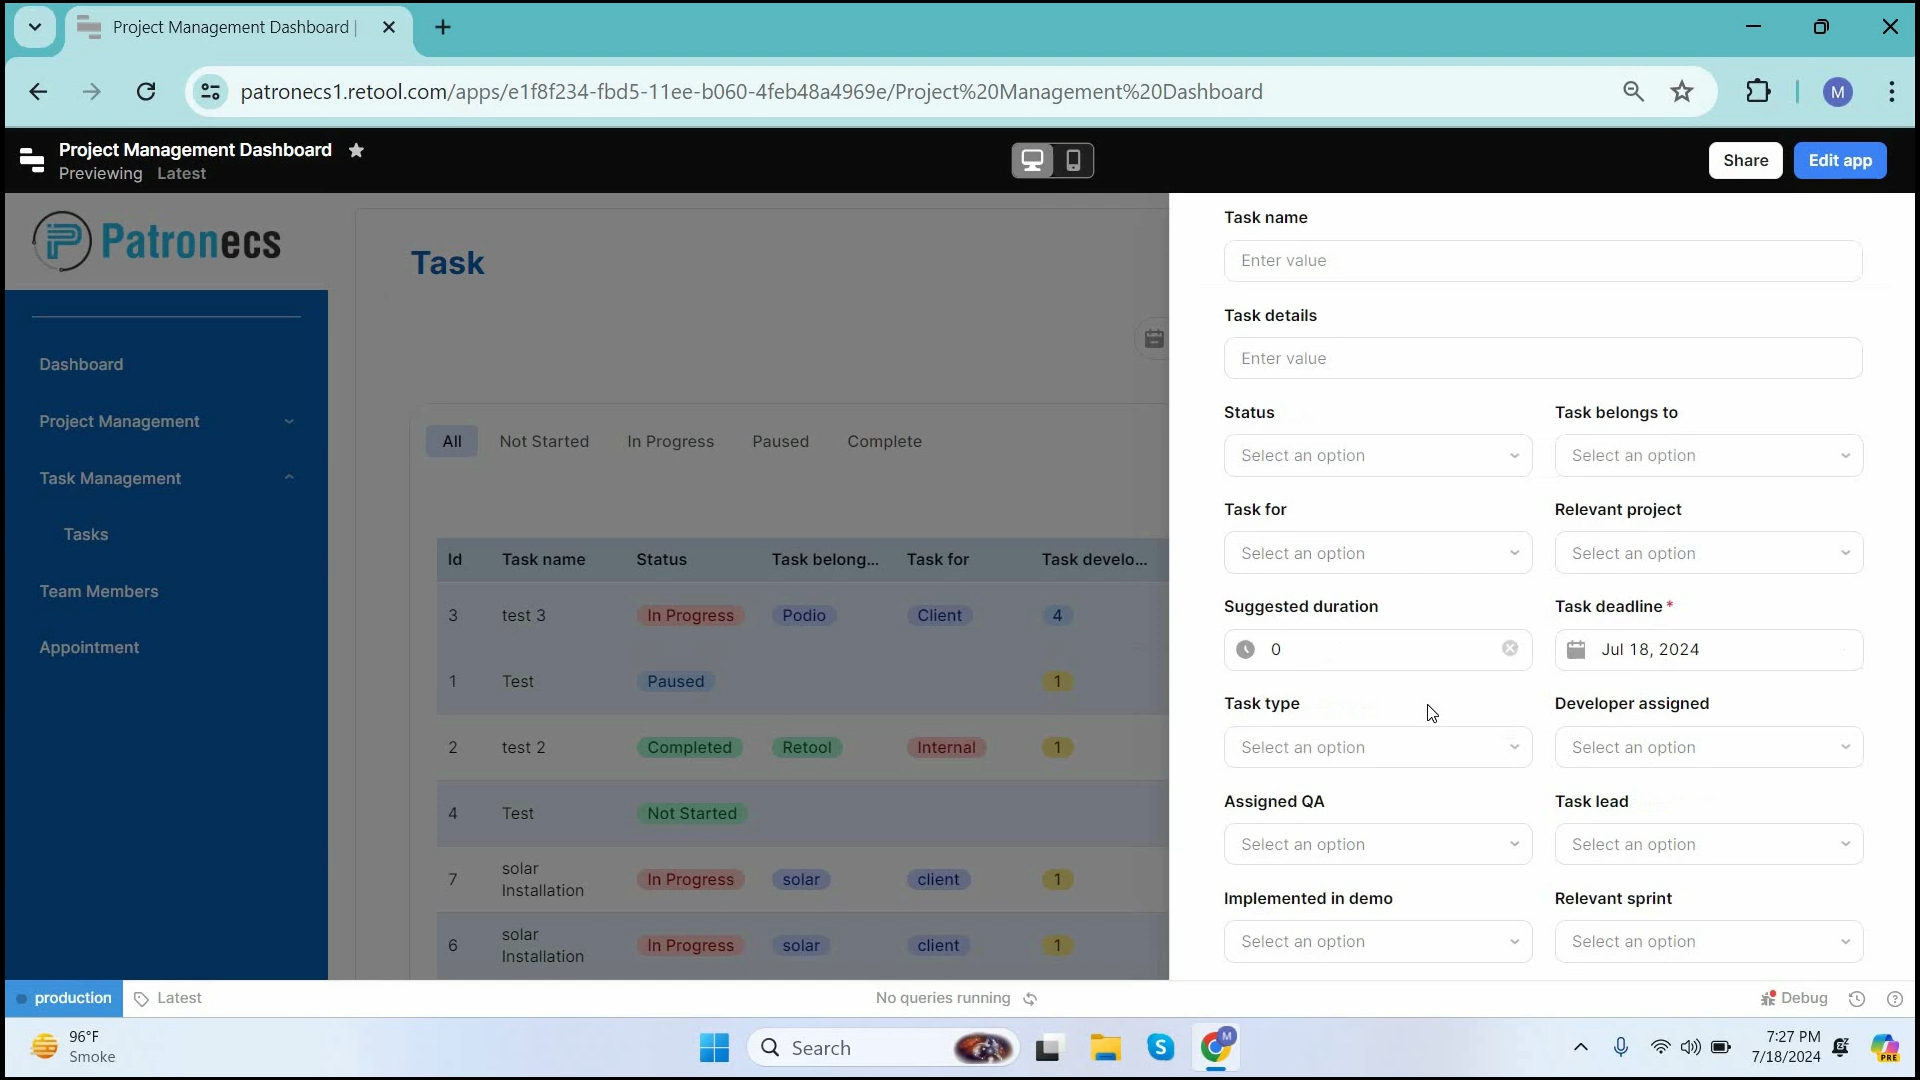 Project Management Dashboard |
patronecs1.retool.com/apps/e1f8f234-fbd5-11ee-b060-4feb48a4969e/Project%20Management%20Dashboard
M
Project Management Dashboard
Previewing Latest
Share
Edit app
Patronecs
Dashboard
Project Management
Task Management
Tasks
Team Members
Appointment
Task
All Not Started In Progress Paused Complete
Id Task name Status Task belong... Task for Task develo...
3 test 3 In Progress Podio Client 4
1 Test Paused 1
2 test 2 Completed Retool Internal 1
4 Test Not Started
7 solar Installation In Progress solar client 1
6 solar Installation In Progress solar client 1
Task name
Enter value
Task details
Enter value
Status Task belongs to
Select an option Select an option
Task for Relevant project
Select an option Select an option
Suggested duration Task deadline *
0 Jul 18, 2024
Task type Developer assigned
Select an option Select an option
Assigned QA Task lead
Select an option Select an option
Implemented in demo Relevant sprint
Select an option Select an option
production Latest
No queries running
Debug
96°F
Smoke
Search
S
M
7:27 PM
7/18/2024
PRE